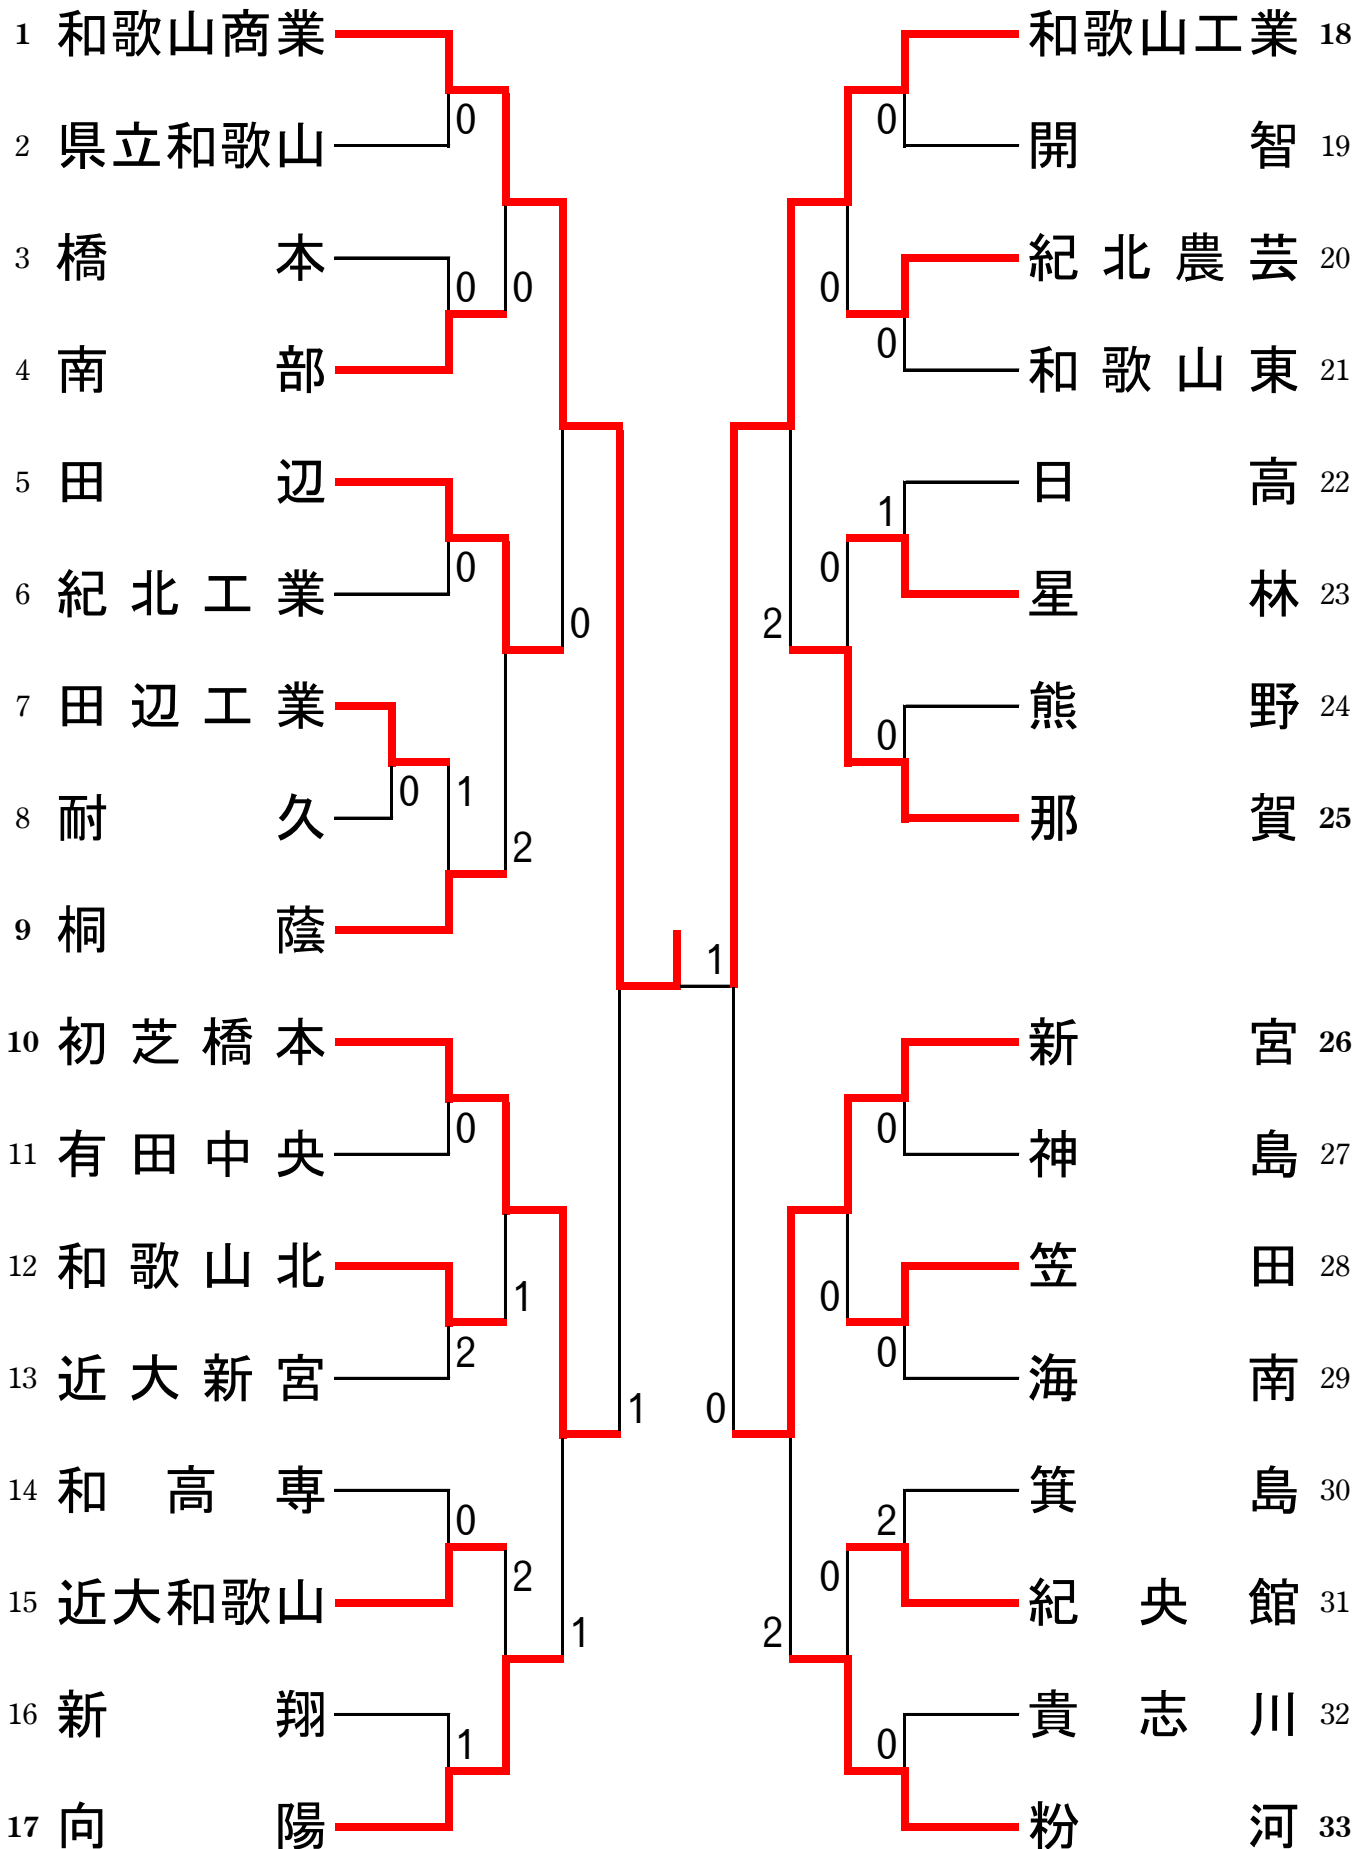 1 和歌山商業
0
2 県立和歌山
3 橋本
0 0
4 南部
5 田辺
0
6 紀北工業
0
7 田辺工業
0 1
8 耐久
2
9 桐蔭
10 初芝橋本
0
11 有田中央
12 和歌山北
1
2
13 近大新宮
1
14 和高専
0
2
15 近大和歌山
1
16 新翔
1
17 向陽
1
和歌山工業 18
0
開智 19
紀北農芸 20
0
0
和歌山東 21
日高 22
1
0
星林 23
2
熊野 24
0
那賀 25
新宮 26
0
神島 27
笠田 28
0
0
海南 29
0
箕島 30
2
0
紀央館 31
2
貴志川 32
0
粉河 33